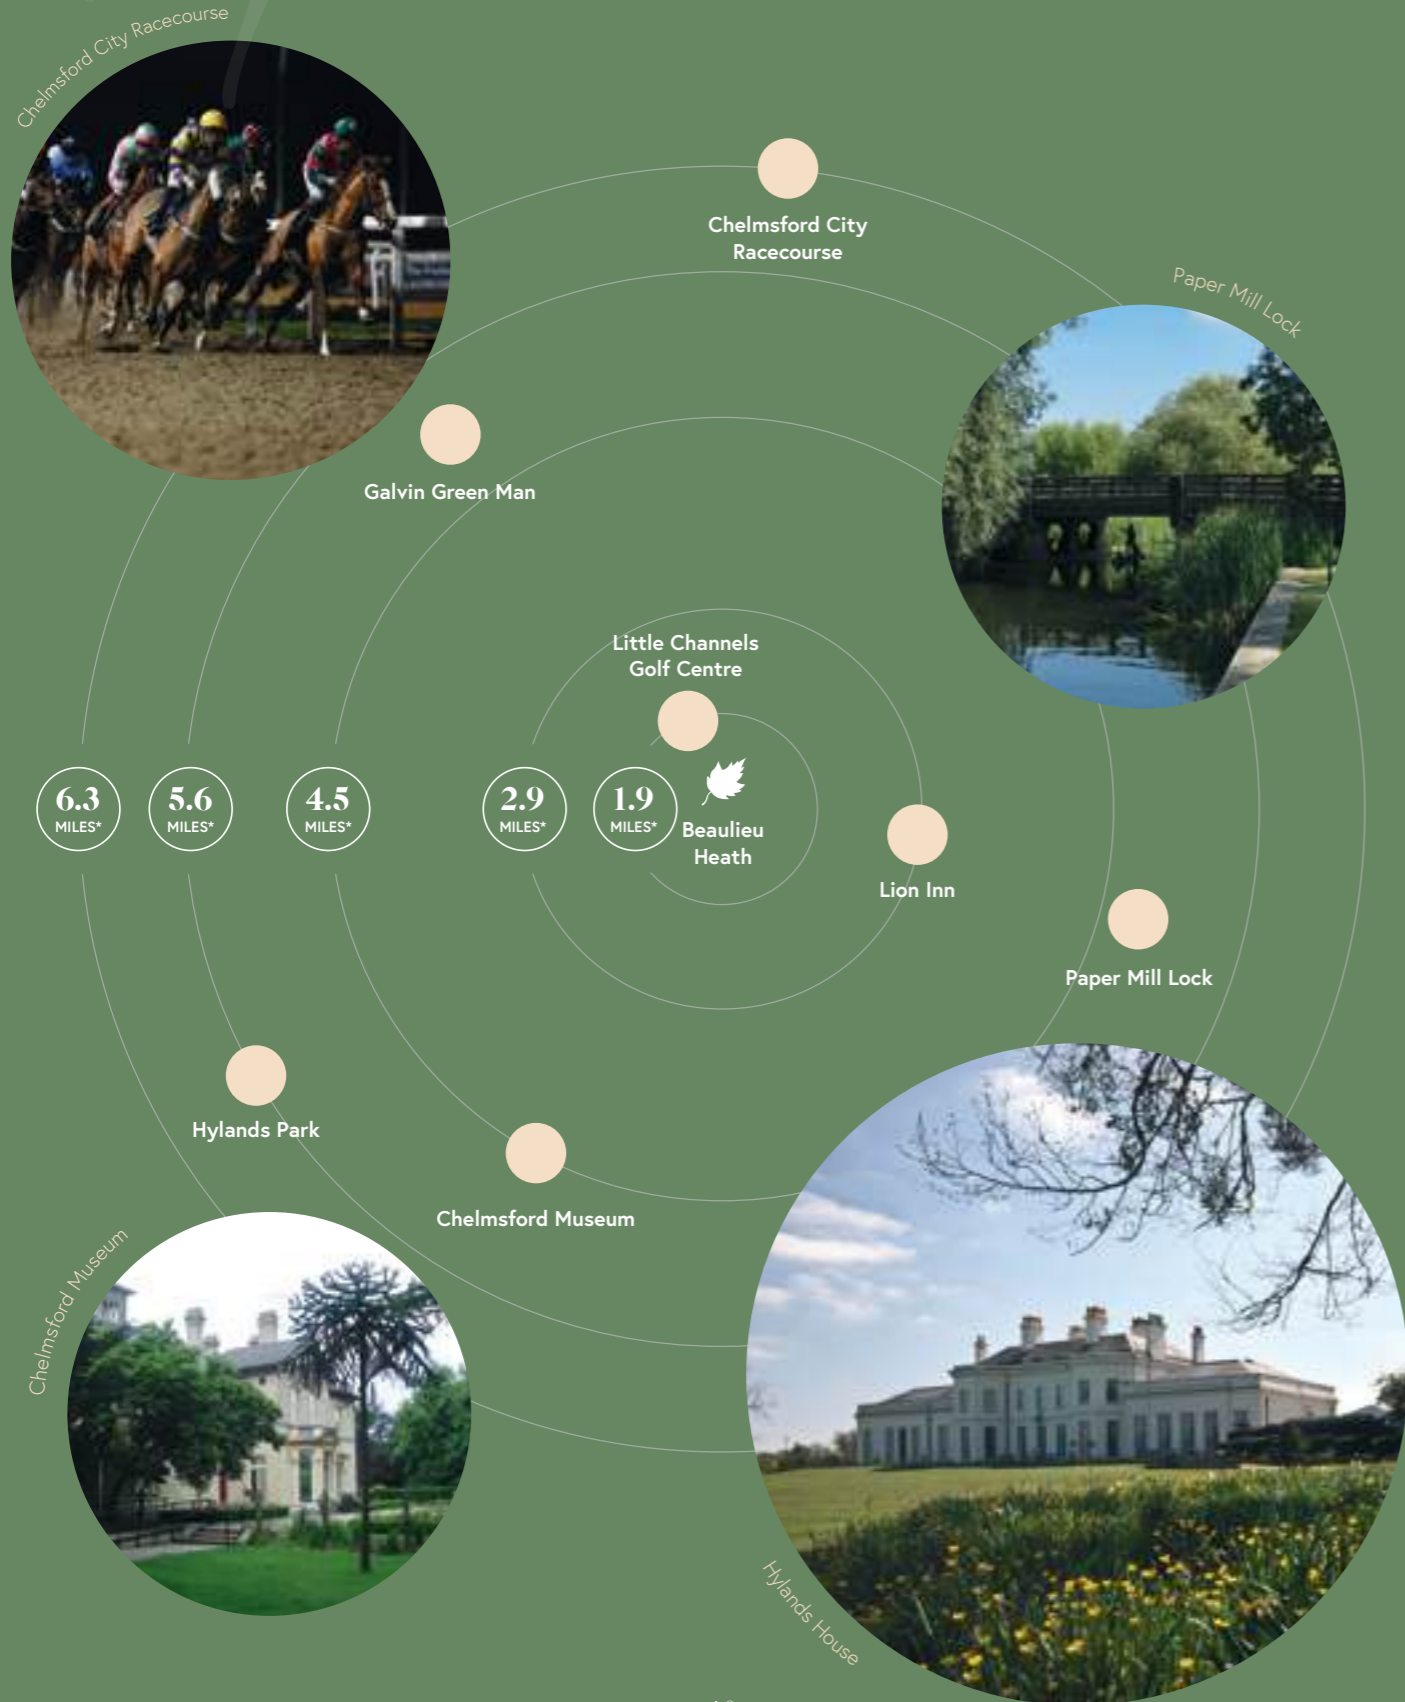 Chelmsford City Racecourse
Chelmsford City
Racecourse
Paper Mill Lock
Galvin Green Man
Little Channels
Golf Centre
6.3
MILES*
5.6
MILES*
4.5
MILES*
2.9
MILES*
1.9
MILES*
Beaulieu
Heath
Lion Inn
Paper Mill Lock
Hylands Park
Chelmsford Museum
Chelmsford Museum
Hylands House